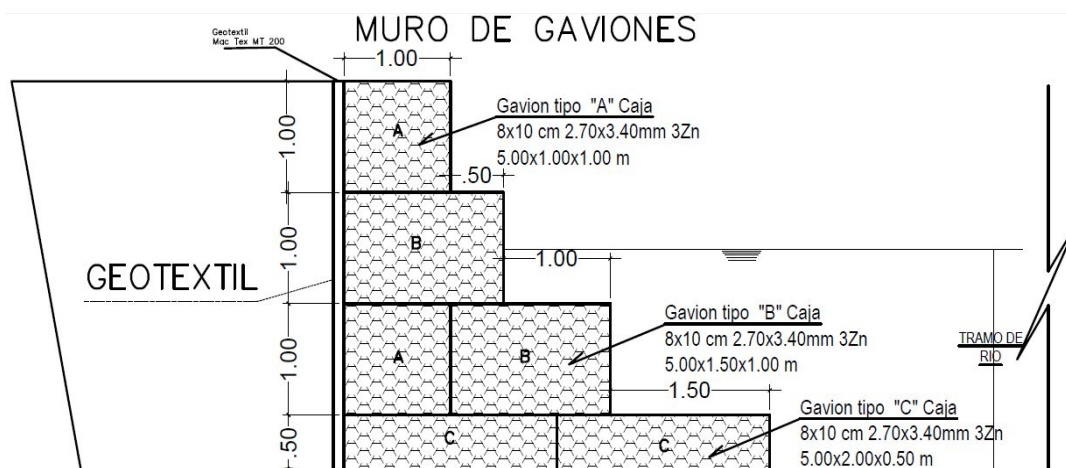 MURO DE GAVIONES
Geotextil
Mac Tex MT 200
1.00
Gavion tipo "A" Caja
8x10 cm 2.70x3.40mm 3Zn
5.00x1.00x1.00 m
A
1.00
.50
B
1.00
1.00
GEOTEXTIL
Gavion tipo "B" Caja
8x10 cm 2.70x3.40mm 3Zn
5.00x1.50x1.00 m
TRAMO DE
RIO
A
B
1.00
1.50
Gavion tipo "C" Caja
8x10 cm 2.70x3.40mm 3Zn
5.00x2.00x0.50 m
C
C
.50